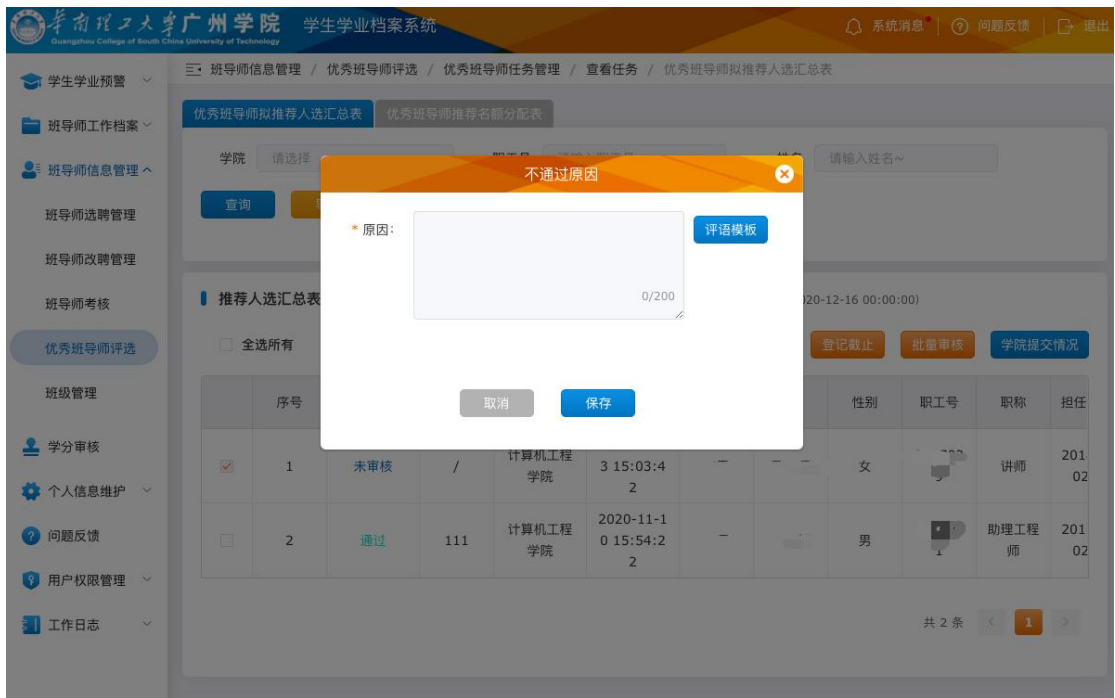 华南理工大学广州学院
Guangzhou College of South China University of Technology
学生学业档案系统
系统消息
问题反馈
退出
学生学业预警
班导师工作档案
班导师信息管理
班导师选聘管理
班导师改聘管理
班导师考核
优秀班导师评选
班级管理
学分审核
个人信息维护
问题反馈
用户权限管理
工作日志
班导师信息管理 / 优秀班导师评选 / 优秀班导师任务管理 / 查看任务 / 优秀班导师拟推荐人选汇总表
优秀班导师拟推荐人选汇总表
优秀班导师推荐名额分配表
学院 请选择
请输入姓名~
查询
不通过原因
* 原因:
0/200
评语模板
取消
保存
推荐人选汇总表
20-12-16 00:00:00)
全选所有
登记截止
批量审核
学院提交情况
序号 性别 职工号 职称 担任
1 未审核 / 计算机工程学院 3 15:03:42 女 讲师 201 02
2 通过 111 计算机工程学院 2020-11-10 15:54:22 男 助理工程师 201 02
共 2 条 < 1 >